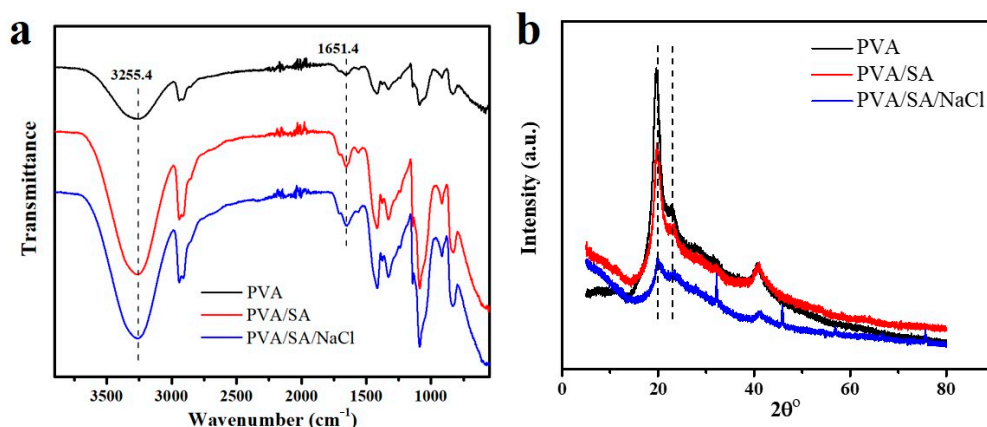 a
3255.4
1651.4
Transmittance
PVA
PVA/SA
PVA/SA/NaCl
3500 3000 2500 2000 1500 1000
Wavenumber (cm⁻¹)
b
PVA
PVA/SA
PVA/SA/NaCl
Intensity (a.u.)
0 20 40 60 80
2θ°